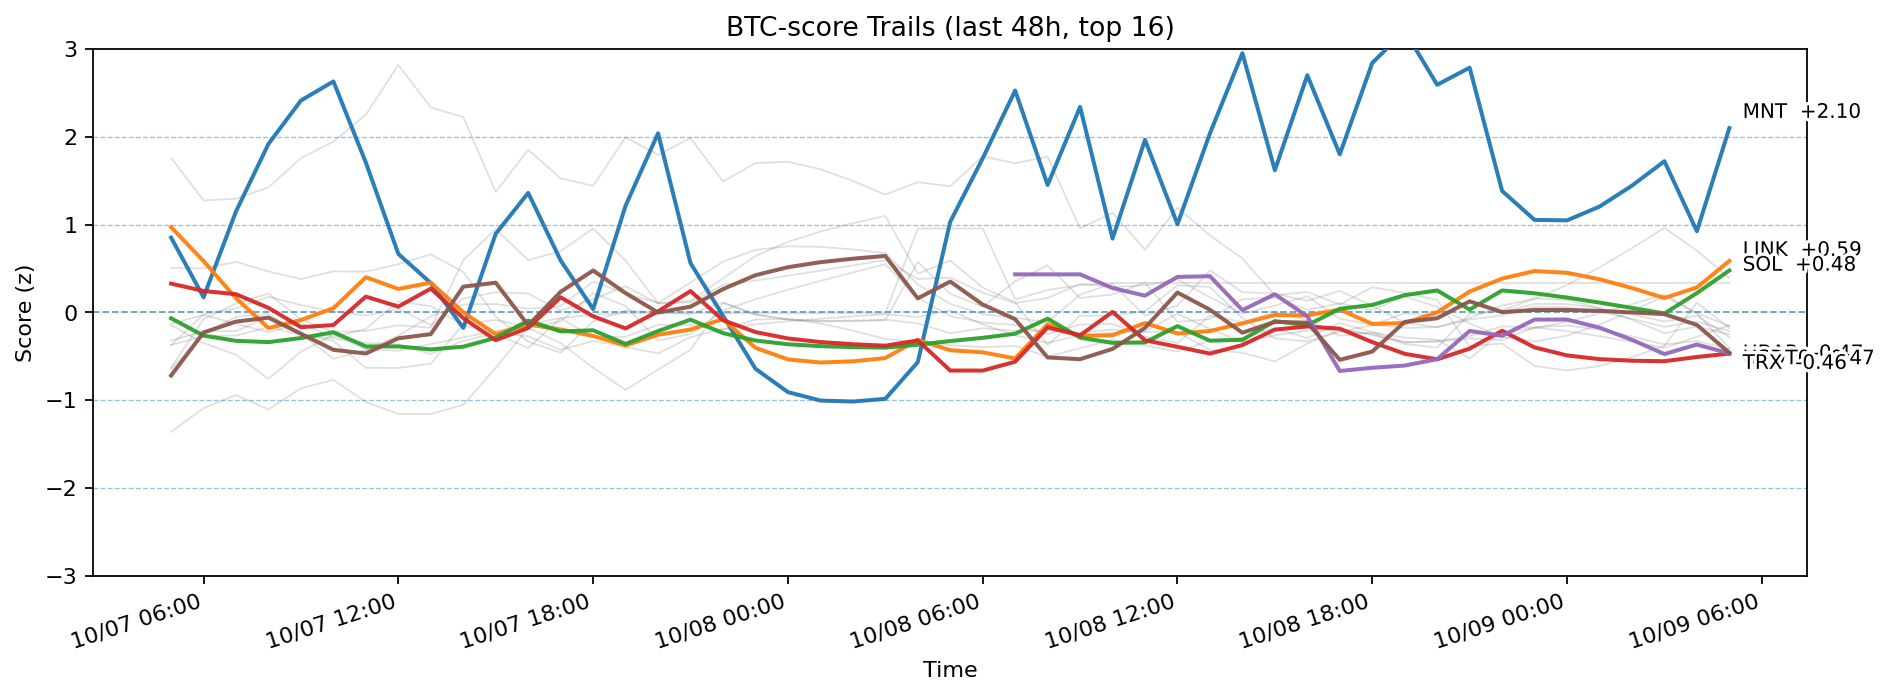 BTC-score Trails (last 48h, top 16)
Score (z)
3
2
1
0
−1
−2
−3
MNT +2.10
LINK +0.59
SOL +0.48
TRX -0.46
10/07 06:00
10/07 12:00
10/07 18:00
10/08 00:00
10/08 06:00
10/08 12:00
10/08 18:00
10/09 00:00
10/09 06:00
Time